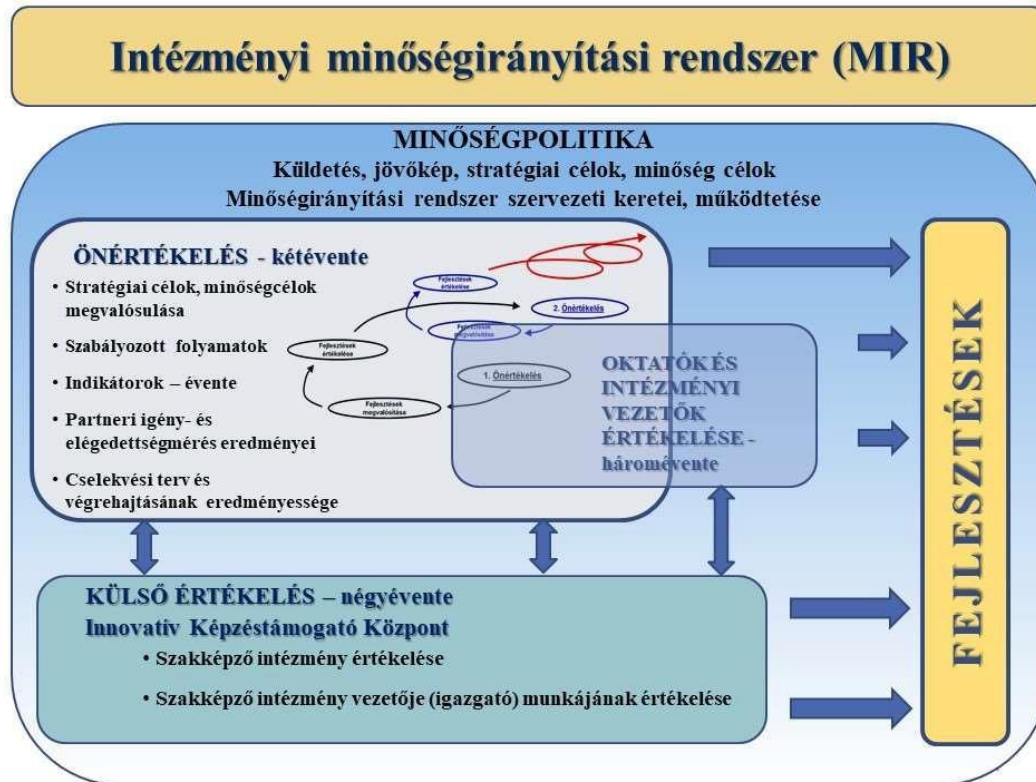 Intézményi minőségirányítási rendszer (MIR)
MINŐSÉGPOLITIKA
Küldetés, jövőkép, stratégiai célok, minőség célok
Minőségirányítási rendszer szervezeti keretei, működtetése
ÖNÉRTÉKELÉS - kétévente
• Stratégiai célok, minőségcélok
megvalósulása
• Szabályozott folyamatok
• Indikátorok – évente
• Partneri igény- és
elégedettségmérés eredményei
• Cselekvési terv és
végrehajtásának eredményessége
Fejlesztések
értékelése
2. Önértékelés
Fejlesztések
megvalósítása
Fejlesztések
értékelése
1. Önértékelés
Fejlesztések
megvalósítása
OKTATÓK ÉS
INTÉZMÉNYI
VEZETŐK
ÉRTÉKELÉSE -
háromévente
KÜLSŐ ÉRTÉKELÉS – négyévente
Innovatív Képzéstámogató Központ
• Szakképző intézmény értékelése
• Szakképző intézmény vezetője (igazgató) munkájának értékelése
FEJLESZTÉSEK